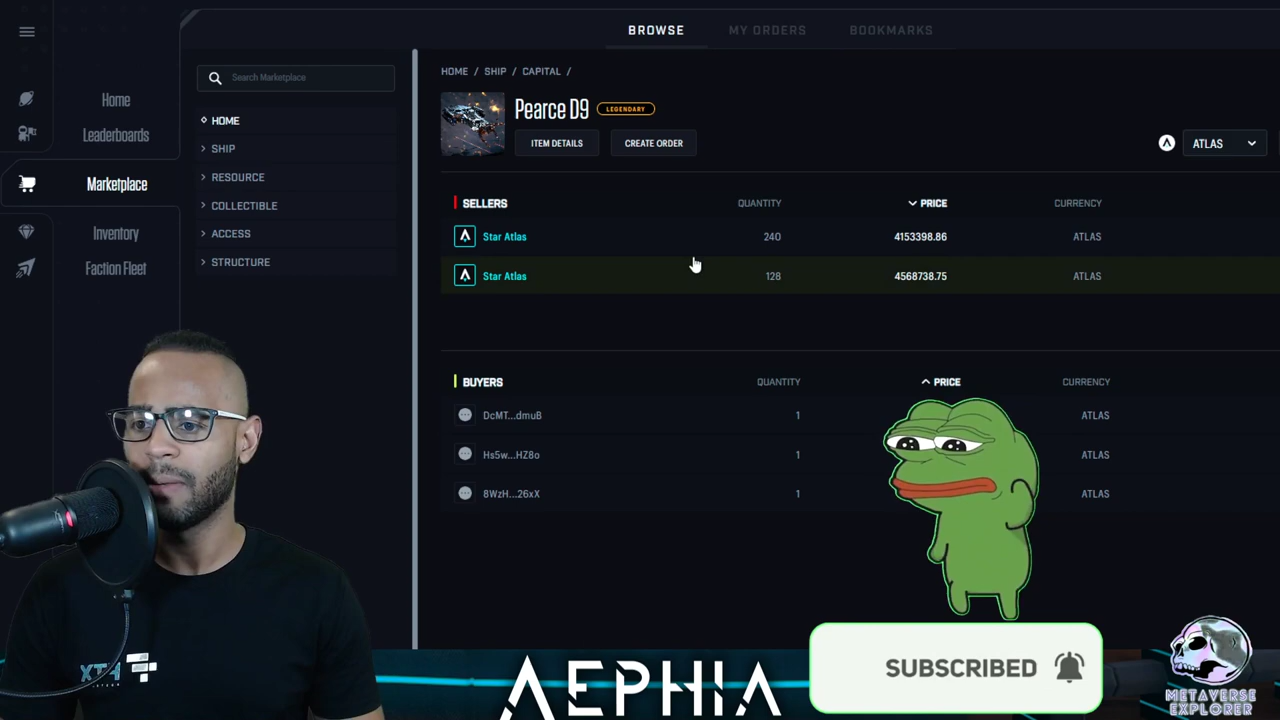 BROWSE MY ORDERS BOOKMARKS
Home
Leaderboards
Marketplace
Inventory
Faction Fleet
Search Marketplace
HOME
SHIP
RESOURCE
COLLECTIBLE
ACCESS
STRUCTURE
HOME / SHIP / CAPITAL /
Pearce D9 LEGENDARY
ITEM DETAILS CREATE ORDER
ATLAS
SELLERS QUANTITY PRICE CURRENCY
Star Atlas 240 4153398.86 ATLAS
Star Atlas 128 4568738.75 ATLAS
BUYERS QUANTITY PRICE CURRENCY
DcMT...dmuB 1 ATLAS
Hs5w...HZ8o 1 ATLAS
8WzH...26xX 1 ATLAS
XTH
AEPHIA
SUBSCRIBED
METAVERSE
EXPLORER